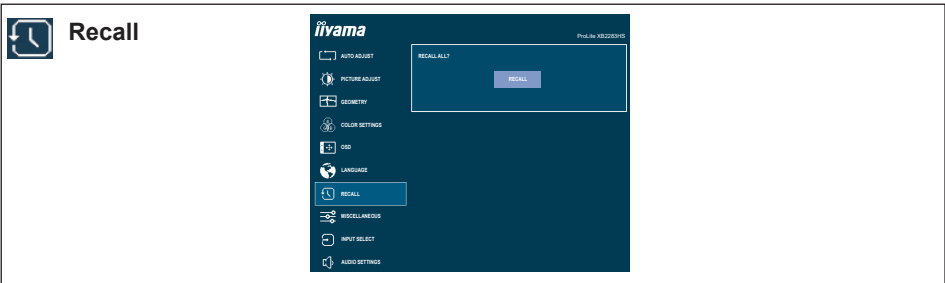 Recall
iiyama
ProLite XB2283HS
AUTO ADJUST
PICTURE ADJUST
GEOMETRY
COLOR SETTINGS
OSD
LANGUAGE
RECALL
MISCELLANEOUS
INPUT SELECT
AUDIO SETTINGS
RECALL ALL?
RECALL